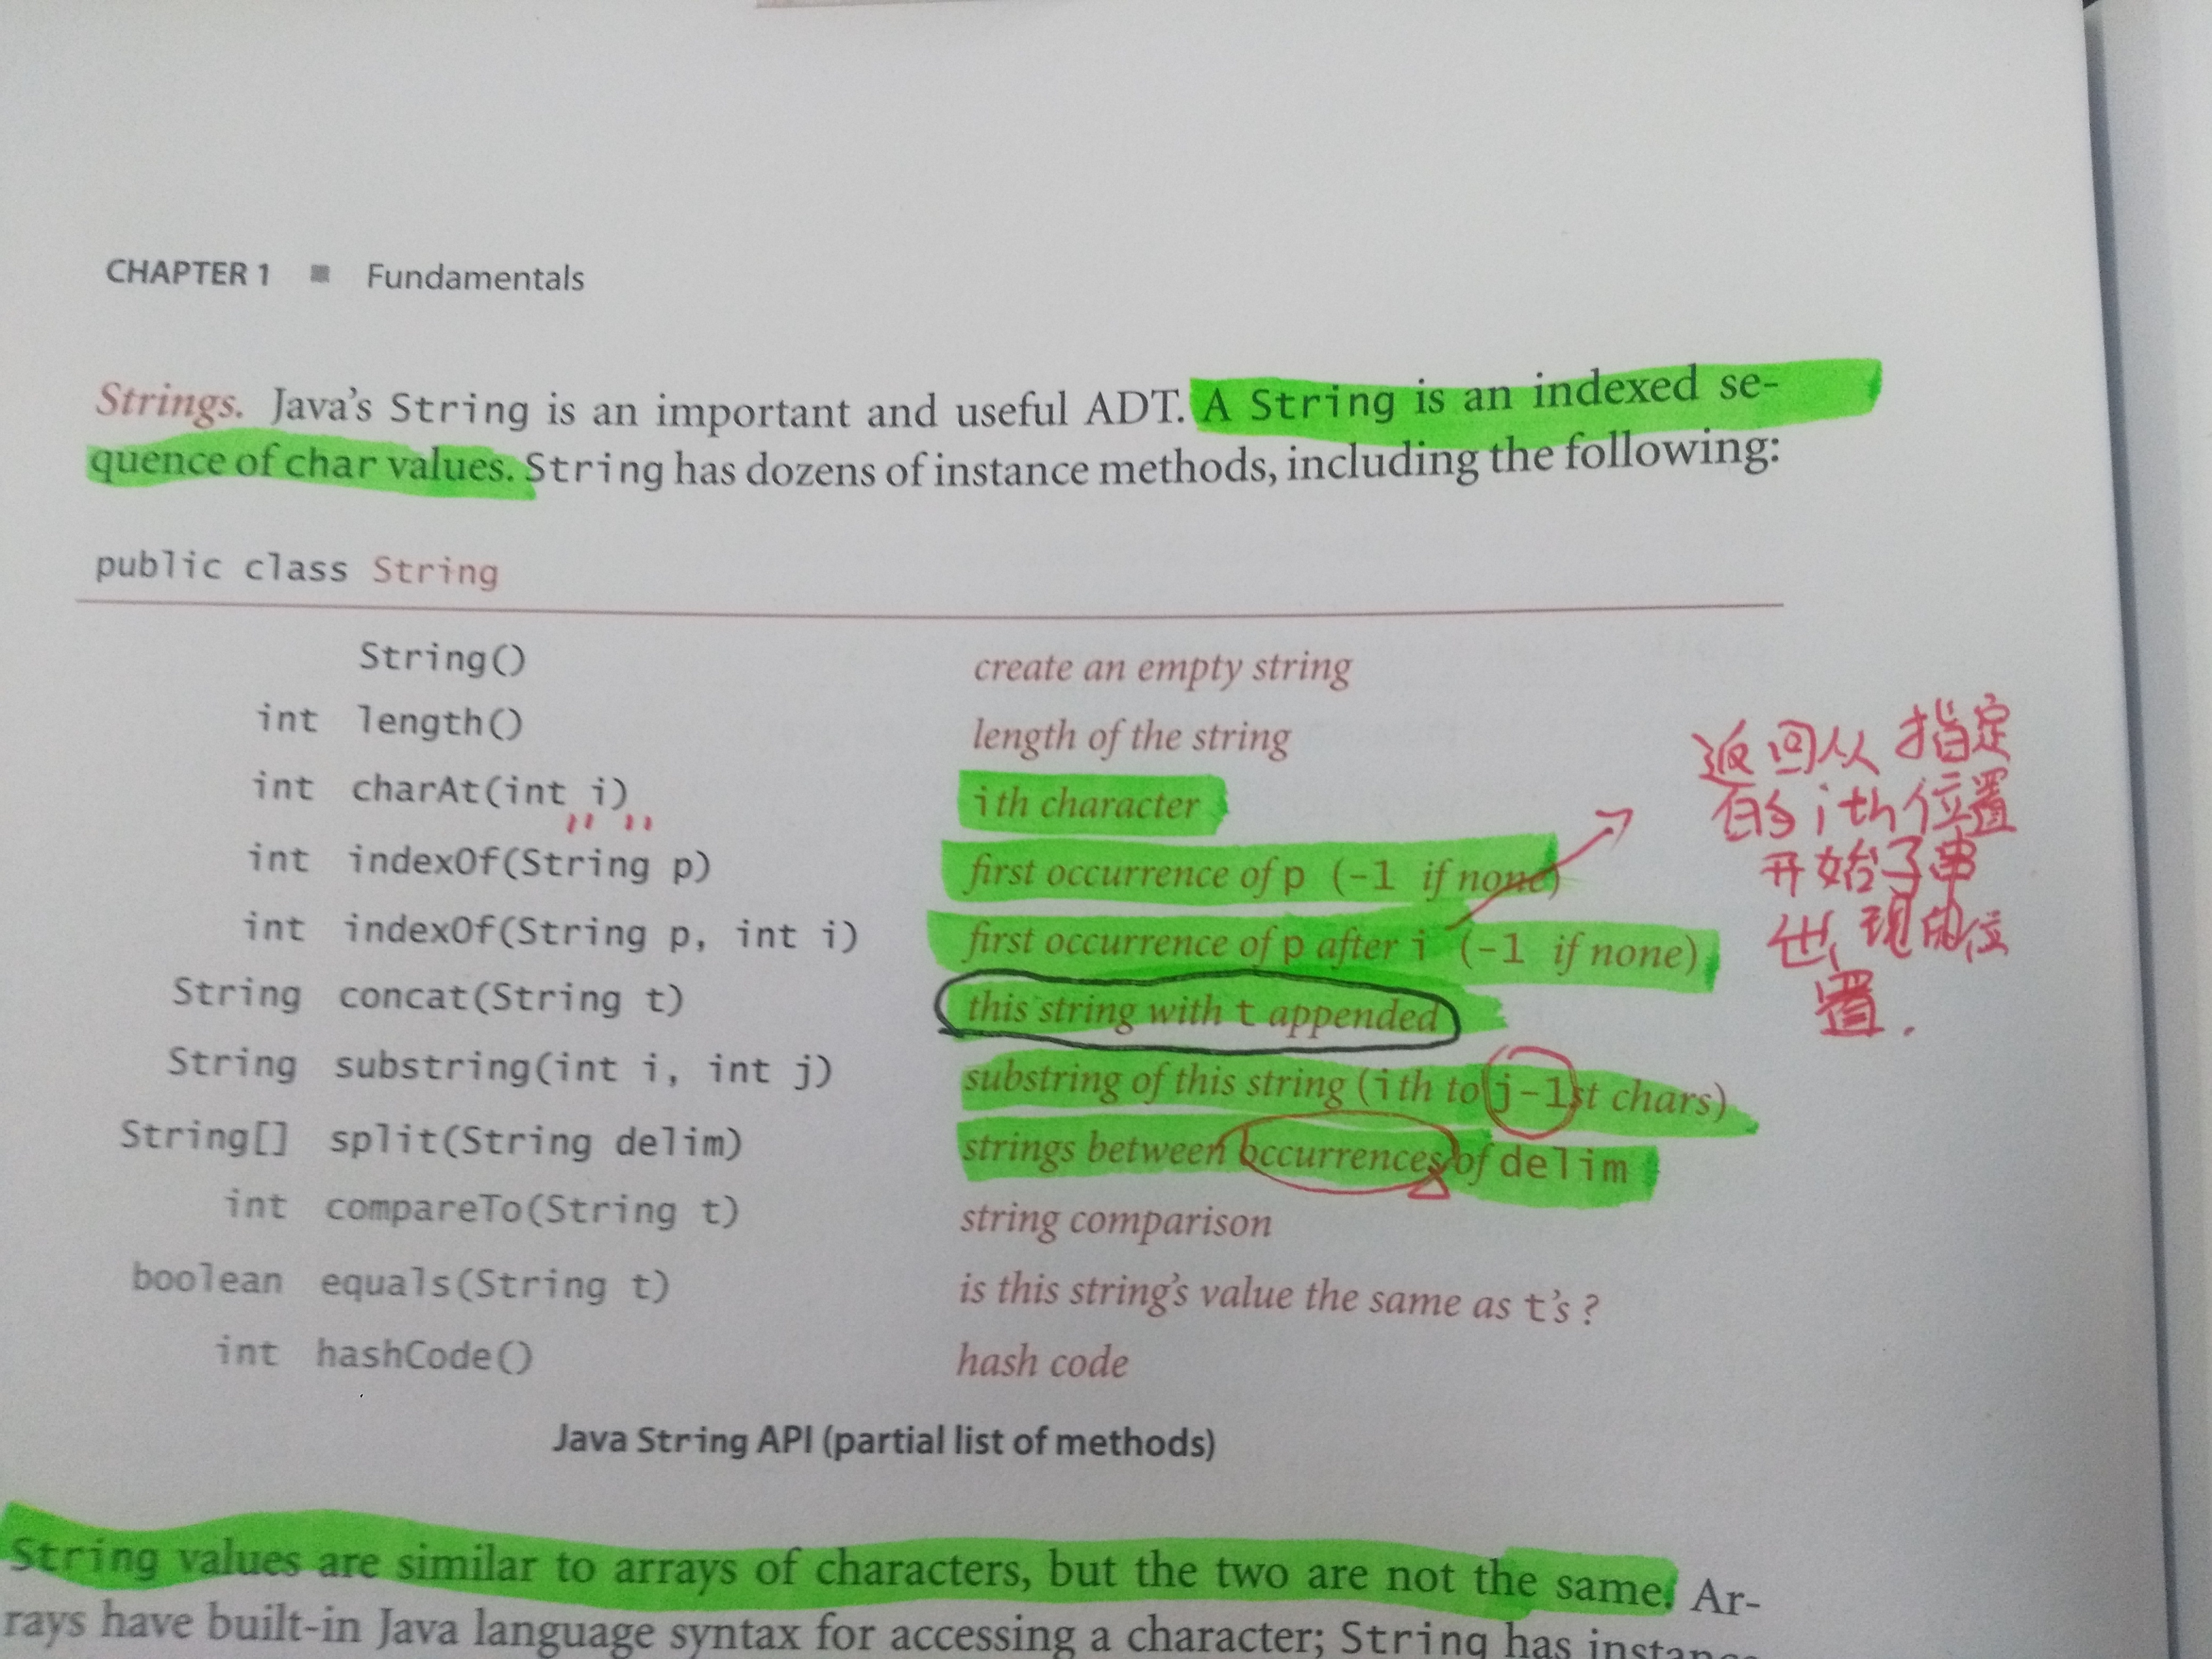 CHAPTER 1 ■ Fundamentals
Strings. Java's String is an important and useful ADT. A String is an indexed se-
quence of char values. String has dozens of instance methods, including the following:
public class String
String() create an empty string
int length() length of the string
int charAt(int i) ith character
int indexOf(String p) first occurrence of p (-1 if none)
int indexOf(String p, int i) first occurrence of p after i (-1 if none)
String concat(String t) this string with t appended
String substring(int i, int j) substring of this string (ith to j-1st chars)
String[] split(String delim) strings between occurrences of delim
int compareTo(String t) string comparison
boolean equals(String t) is this string's value the same as t's ?
int hashCode() hash code
返回从指定
的ith位置
开始子串
出现的位
置.
Java String API (partial list of methods)
String values are similar to arrays of characters, but the two are not the same. Ar-
rays have built-in Java language syntax for accessing a character; String has instance